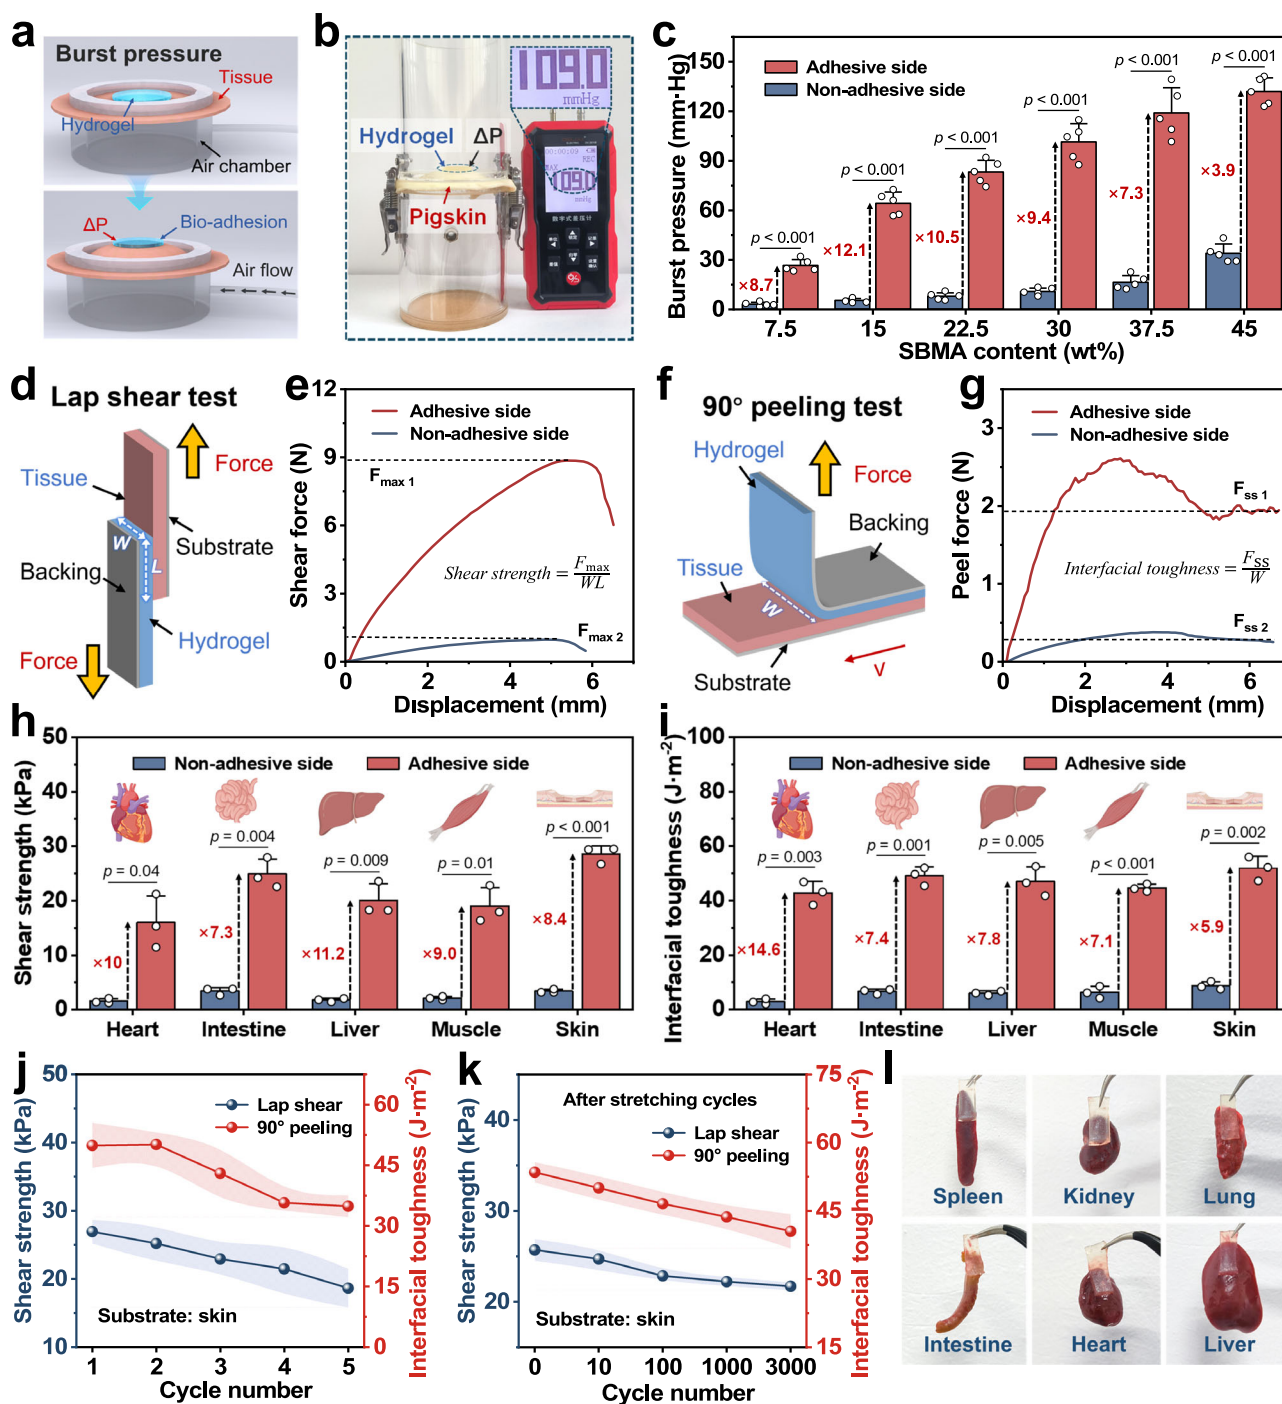 a
Burst pressure
Tissue
Hydrogel
Air chamber
ΔP
Bio-adhesion
Air flow
b
109.0
mmHg
Hydrogel
ΔP
Pigskin
00:00:09
REC
MAX
109.0
mmHg
数字式差压计
c
Burst pressure (mm·Hg)
150
120
90
60
30
0
Adhesive side
Non-adhesive side
p < 0.001
p < 0.001
p < 0.001
p < 0.001
p < 0.001
p < 0.001
×8.7
×12.1
×10.5
×9.4
×7.3
×3.9
7.5 15 22.5 30 37.5 45
SBMA content (wt%)
d
Lap shear test
Force
Tissue
W
L
Substrate
Backing
Hydrogel
Force
e
Shear force (N)
12
9
6
3
0
Adhesive side
Non-adhesive side
Fmax 1
Shear strength = Fmax/WL
Fmax 2
0 2 4 6
Displacement (mm)
f
90° peeling test
Hydrogel
Force
Backing
Tissue
W
Substrate
V
g
Peel force (N)
3
2
1
0
Adhesive side
Non-adhesive side
Fss 1
Interfacial toughness = Fss/W
Fss 2
0 2 4 6
Displacement (mm)
h
Shear strength (kPa)
50
40
30
20
10
0
Non-adhesive side
Adhesive side
p = 0.04
p = 0.004
p = 0.009
p = 0.01
p < 0.001
×10
×7.3
×11.2
×9.0
×8.4
Heart Intestine Liver Muscle Skin
i
Interfacial toughness (J·m-2)
100
80
60
40
20
0
Non-adhesive side
Adhesive side
p = 0.003
p = 0.001
p = 0.005
p < 0.001
p = 0.002
×14.6
×7.4
×7.8
×7.1
×5.9
Heart Intestine Liver Muscle Skin
j
Shear strength (kPa)
50
40
30
20
10
Lap shear
90° peeling
Substrate: skin
1 2 3 4 5
Cycle number
60
45
30
15
0
Interfacial toughness (J·m-2)
k
Shear strength (kPa)
40
30
20
After stretching cycles
Lap shear
90° peeling
Substrate: skin
0 10 100 1000 3000
Cycle number
75
60
45
30
15
Interfacial toughness (J·m-2)
l
Spleen
Kidney
Lung
Intestine
Heart
Liver